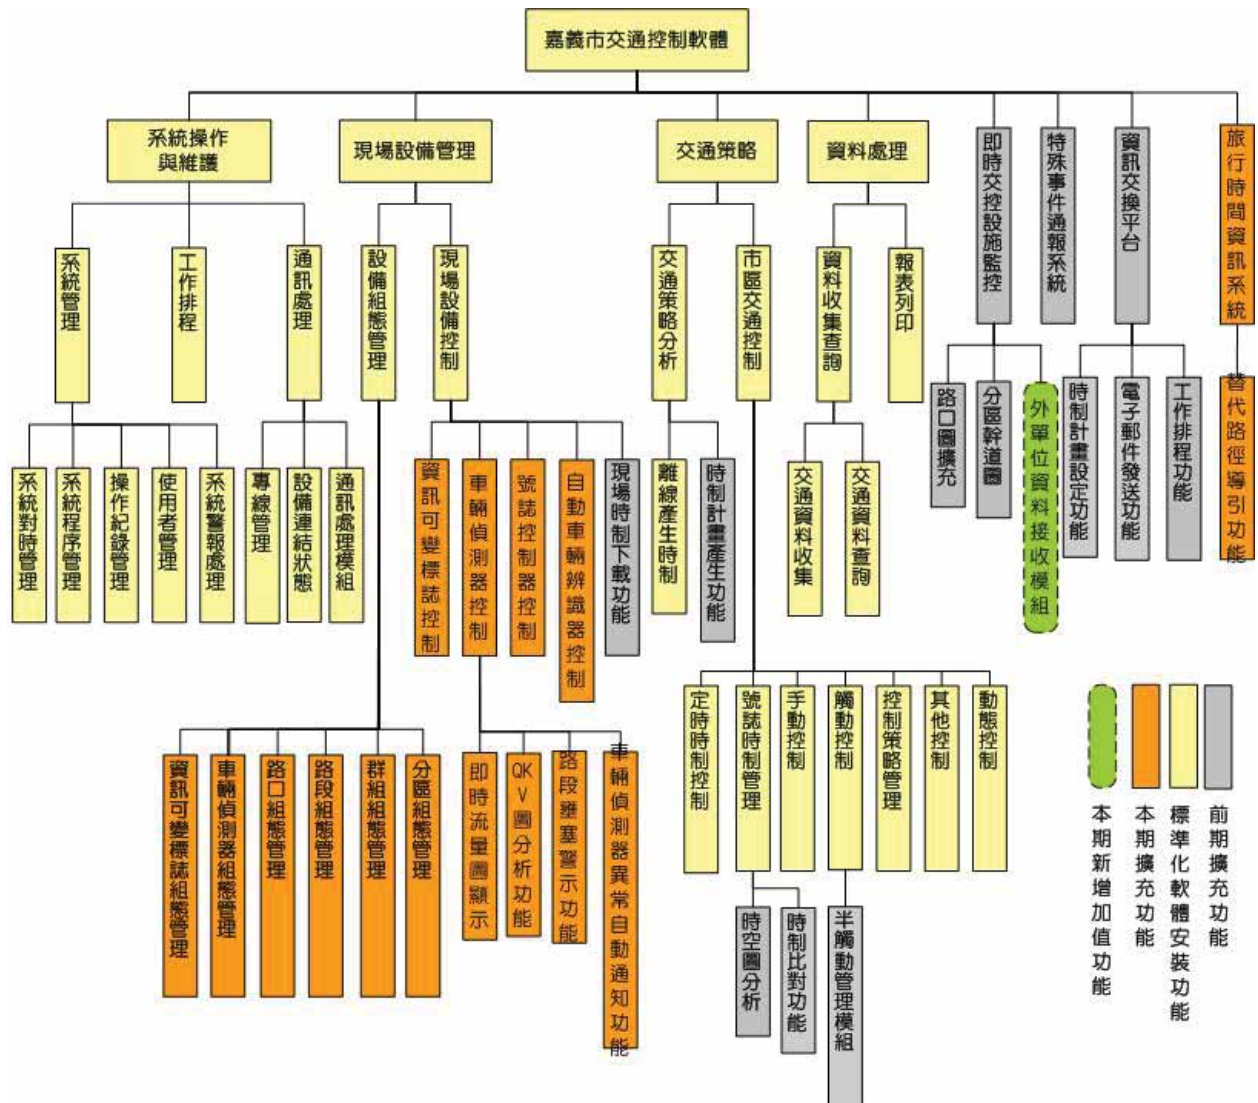 嘉義市交通控制軟體
系統操作
與維護
現場設備管理
交通策略
資料處理
即時交控設施監控
特殊事件通報系統
資訊交換平台
旅行時間資訊系統
系統管理
工作排程
通訊處理
設備組態管理
現場設備控制
交通策略分析
市區交通控制
資料收集查詢
報表列印
路口圖擴充
分區幹道圖
外單位資料接收模組
時制計畫設定功能
電子郵件發送功能
工作排程功能
替代路徑導引功能
系統對時管理
系統程序管理
操作紀錄管理
使用者管理
系統警報處理
專線管理
設備連結狀態
通訊處理模組
資訊可變標誌控制
車輛偵測器控制
號誌控制器控制
自動車輛辨識器控制
現場時制下載功能
離線產生時制
時制計畫產生功能
交通資料收集
交通資料查詢
資訊可變標誌組態管理
車輛偵測器組態管理
路口組態管理
路段組態管理
群組組態管理
分區組態管理
即時流量圖顯示
QK
V圖分析功能
路段壅塞警示功能
車輛偵測器異常自動通知功能
定時時制控制
號誌時制管理
手動控制
觸動控制
控制策略管理
其他控制
動態控制
時空圖分析
時制比對功能
半觸動管理模組
本期新增加值功能
本期擴充功能
標準化軟體安裝功能
前期擴充功能